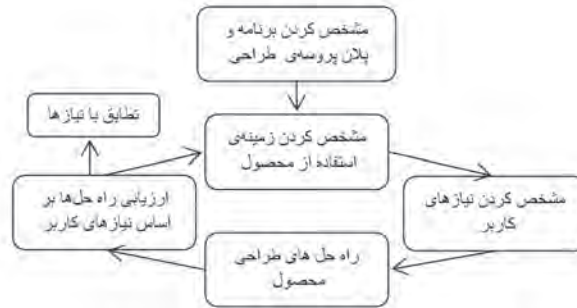 مشخص کردن برنامه و
پلان پروسه‌ی طراحی
تطابق با نیازها
مشخص کردن زمینه‌ی
استفاده از محصول
ارزیابی راه حل‌ها بر
اساس نیازهای کاربر
مشخص کردن نیازهای
کاربر
راه حل های طراحی
محصول